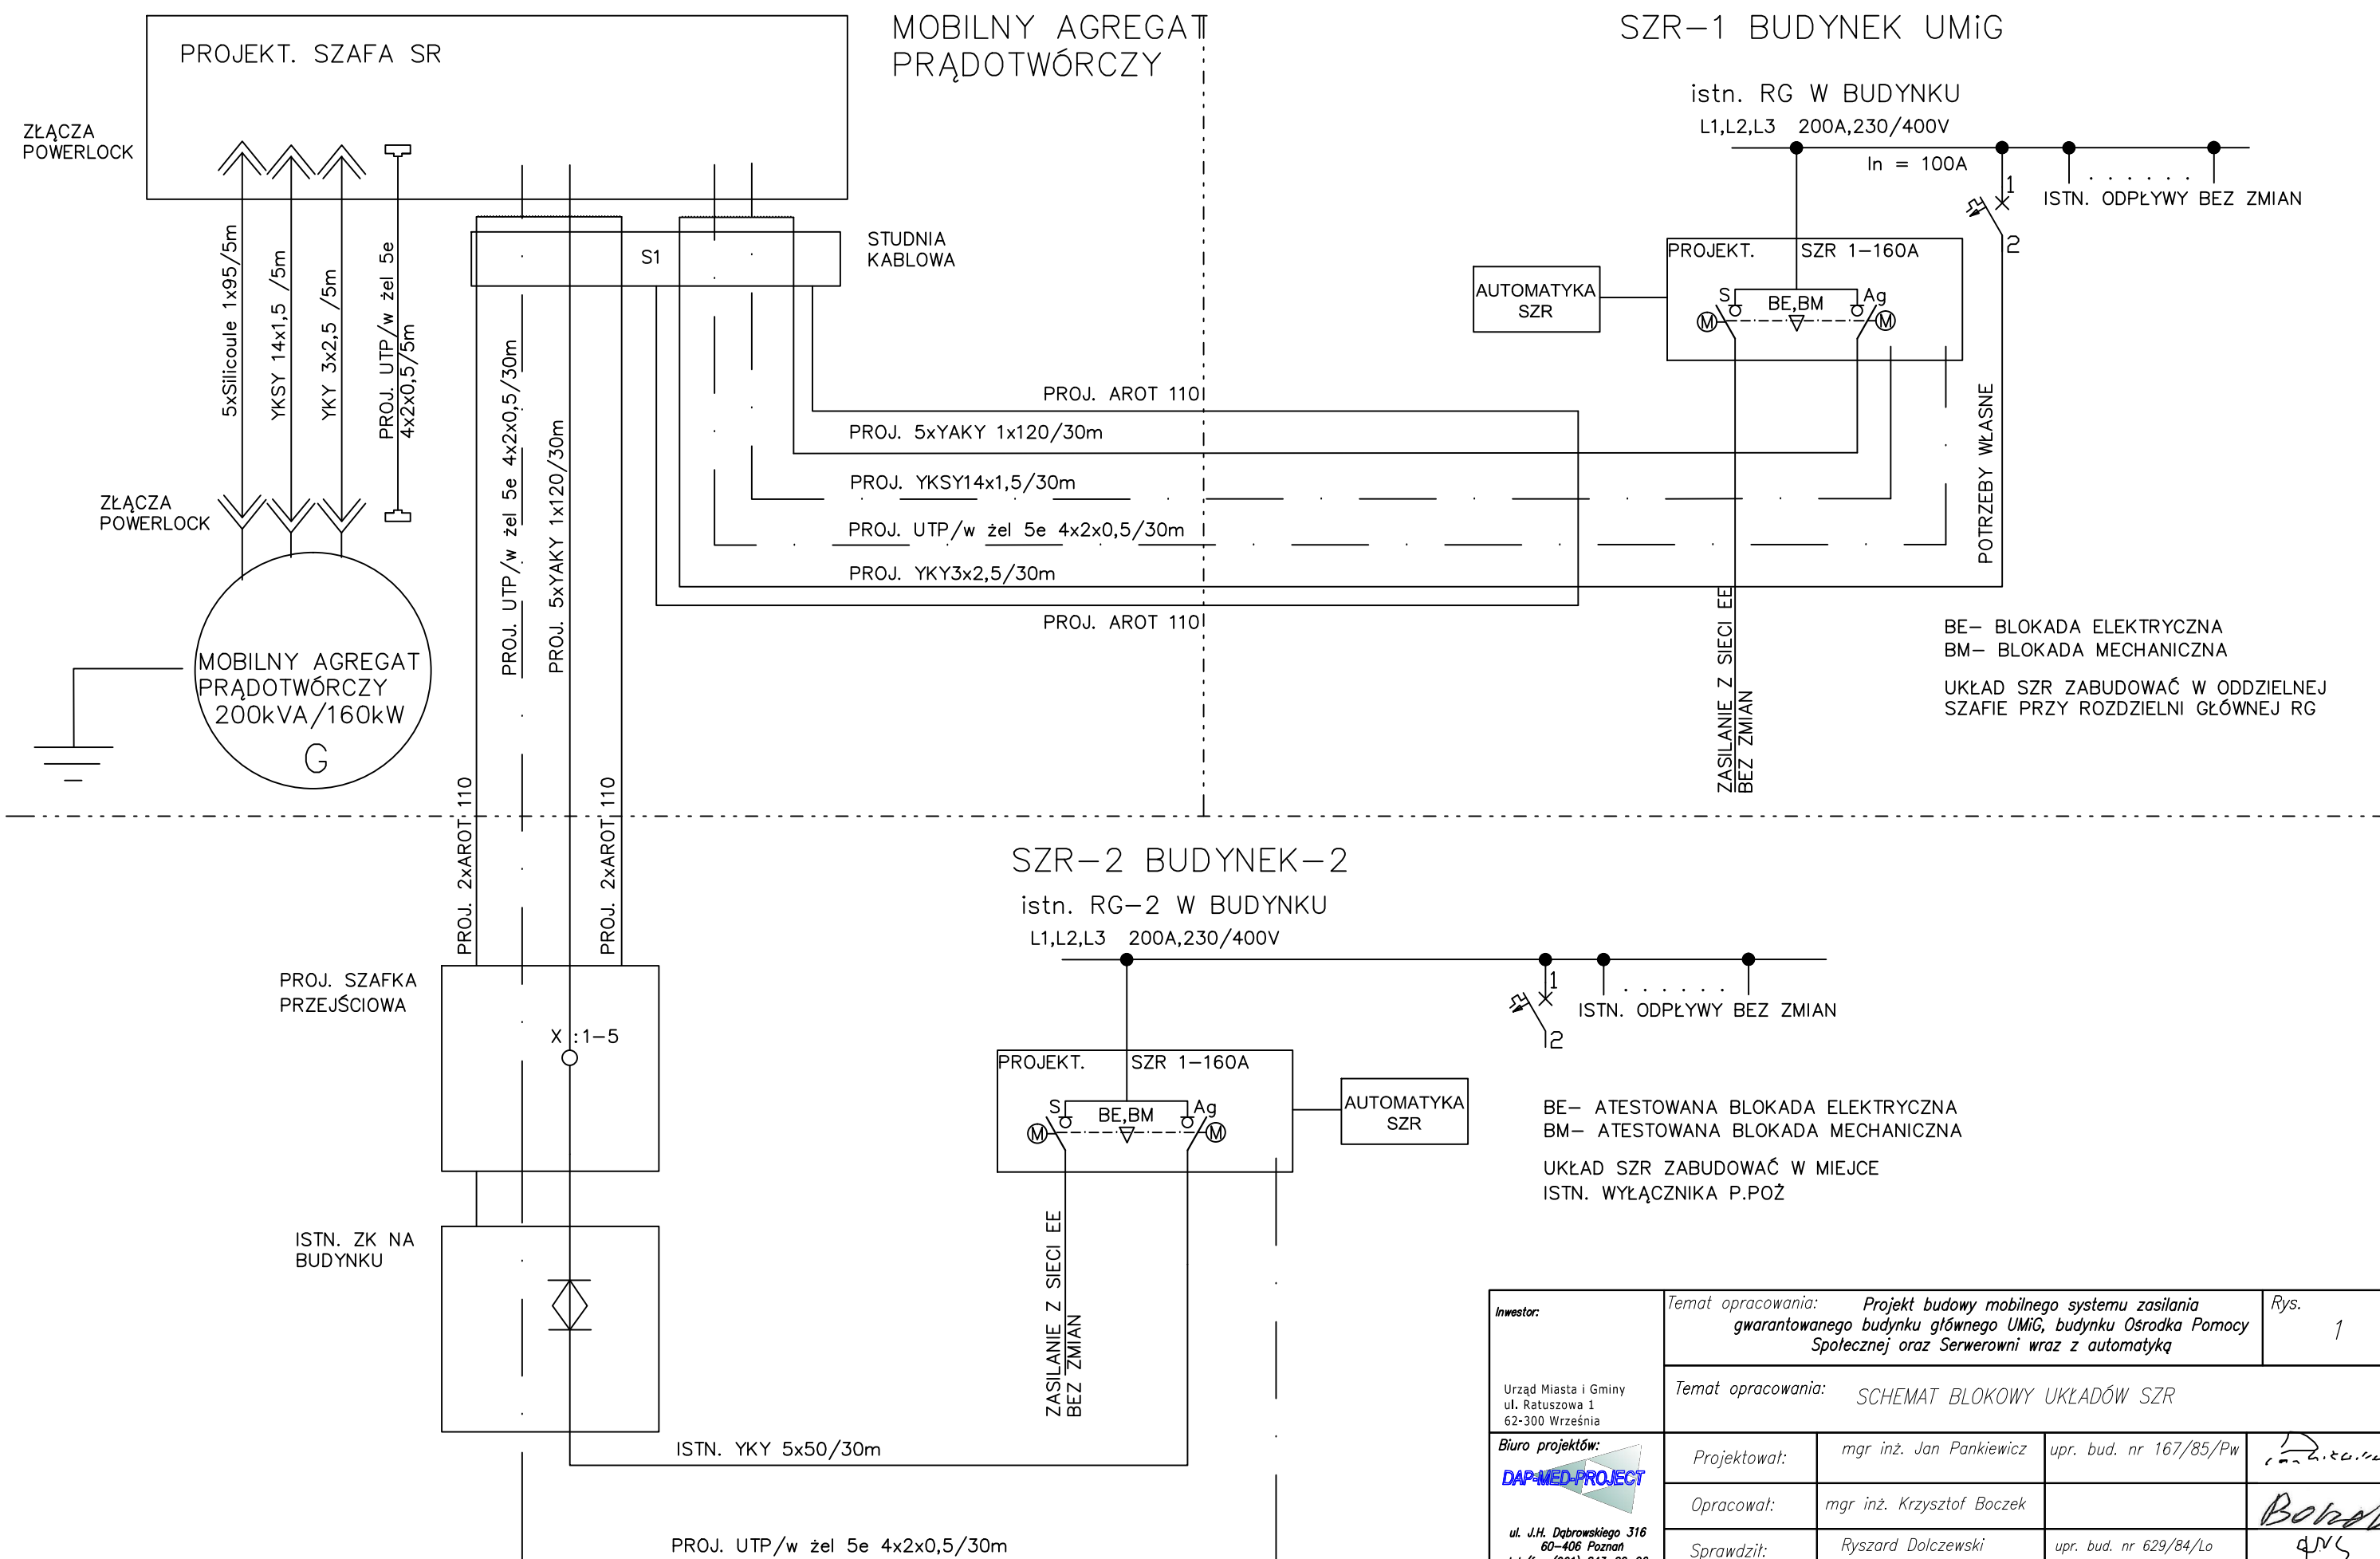 PROJEKT. SZAFA SR
MOBILNY AGREGAT
PRĄDOTWÓRCZY
SZR-1 BUDYNEK UMiG
ZŁĄCZA
POWERLOCK
istn. RG W BUDYNKU
L1,L2,L3 200A,230/400V
In = 100A
1
2
ISTN. ODPŁYWY BEZ ZMIAN
STUDNIA
KABLOWA
S1
PROJEKT. SZR 1-160A
AUTOMATYKA
SZR
S
BE,BM
Ag
M
M
5xSilicoule 1x95/5m
YKSY 14x1,5 /5m
YKY 3x2,5 /5m
PROJ. UTP/w żel 5e
4x2x0,5/5m
PROJ. UTP/w żel 5e 4x2x0,5/30m
PROJ. 5xYAKY 1x120/30m
PROJ. AROT 110
PROJ. 5xYAKY 1x120/30m
PROJ. YKSY14x1,5/30m
PROJ. UTP/w żel 5e 4x2x0,5/30m
PROJ. YKY3x2,5/30m
PROJ. AROT 110
POTRZEBY WŁASNE
ZASILANIE Z SIECI EE
BEZ ZMIAN
ZŁĄCZA
POWERLOCK
MOBILNY AGREGAT
PRĄDOTWÓRCZY
200kVA/160kW
G
BE- BLOKADA ELEKTRYCZNA
BM- BLOKADA MECHANICZNA
UKŁAD SZR ZABUDOWAĆ W ODDZIELNEJ
SZAFIE PRZY ROZDZIELNI GŁÓWNEJ RG
PROJ. 2xAROT 110
PROJ. 2xAROT 110
SZR-2 BUDYNEK-2
istn. RG-2 W BUDYNKU
L1,L2,L3 200A,230/400V
1
2
ISTN. ODPŁYWY BEZ ZMIAN
PROJ. SZAFKA
PRZEJŚCIOWA
X :1-5
PROJEKT. SZR 1-160A
S
BE,BM
Ag
M
M
AUTOMATYKA
SZR
BE- ATESTOWANA BLOKADA ELEKTRYCZNA
BM- ATESTOWANA BLOKADA MECHANICZNA
UKŁAD SZR ZABUDOWAĆ W MIEJCE
ISTN. WYŁĄCZNIKA P.POŻ
ISTN. ZK NA
BUDYNKU
ZASILANIE Z SIECI EE
BEZ ZMIAN
ISTN. YKY 5x50/30m
PROJ. UTP/w żel 5e 4x2x0,5/30m
Inwestor:
Urząd Miasta i Gminy
ul. Ratuszowa 1
62-300 Września
Temat opracowania: Projekt budowy mobilnego systemu zasilania
gwarantowanego budynku głównego UMiG, budynku Ośrodka Pomocy
Społecznej oraz Serwerowni wraz z automatyką
Rys.
1
Temat opracowania: SCHEMAT BLOKOWY UKŁADÓW SZR
Biuro projektów:
DAP-MED-PROJECT
ul. J.H. Dąbrowskiego 316
60-406 Poznań
Projektował: mgr inż. Jan Pankiewicz upr. bud. nr 167/85/Pw
Opracował: mgr inż. Krzysztof Boczek
Sprawdził: Ryszard Dolczewski upr. bud. nr 629/84/Lo